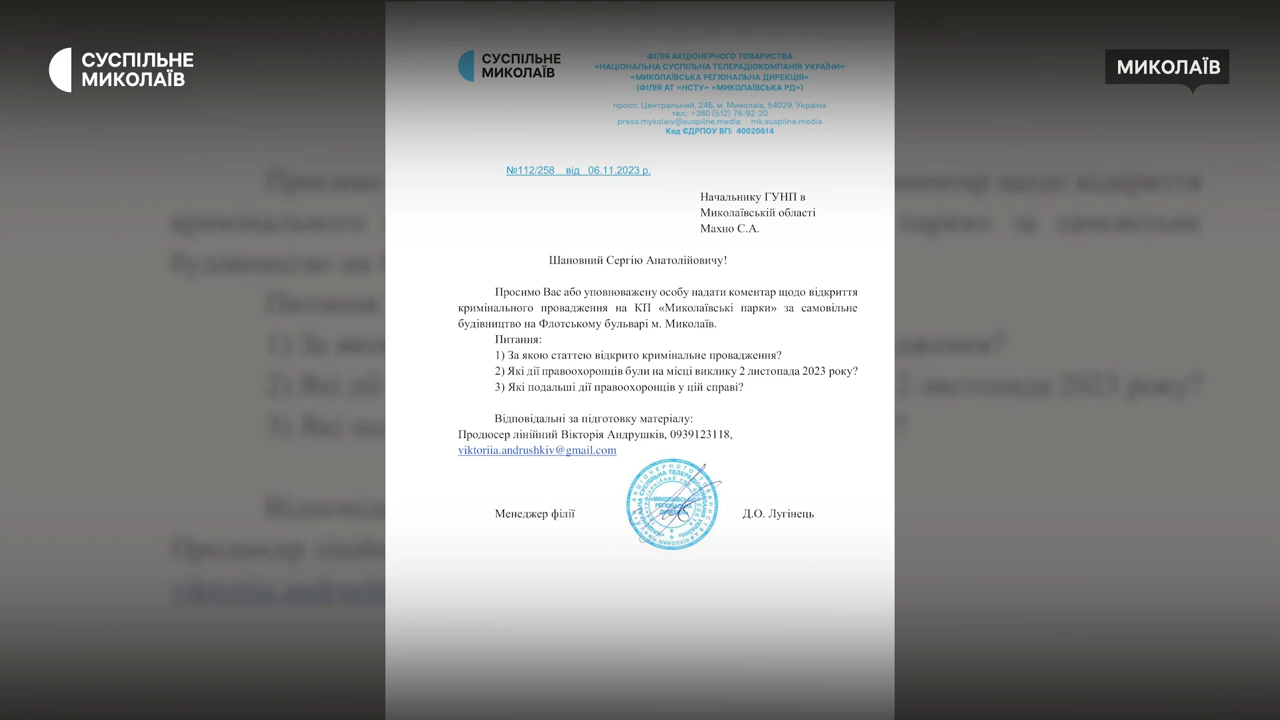 СУСПІЛЬНЕ
МИКОЛАЇВ
МИКОЛАЇВ
СУСПІЛЬНЕ
МИКОЛАЇВ
ФІЛІЯ АКЦІОНЕРНОГО ТОВАРИСТВА
«НАЦІОНАЛЬНА СУСПІЛЬНА ТЕЛЕРАДІОКОМПАНІЯ УКРАЇНИ»
«МИКОЛАЇВСЬКА РЕГІОНАЛЬНА ДИРЕКЦІЯ»
(ФІЛІЯ АТ «НСТУ» «МИКОЛАЇВСЬКА РД»)
просп. Центральний, 24Б, м. Миколаїв, 54029, Україна
тел.: +380 (512) 76-92-20
press.mykolaiv@suspilne.media mk.suspilne.media
Код ЄДРПОУ ВП: 40020614
№112/258 від 06.11.2023 р.
Начальнику ГУНП в
Миколаївській області
Махно С.А.
Шановний Сергію Анатолійовичу!
Просимо Вас або уповноважену особу надати коментар щодо відкриття
кримінального провадження на КП «Миколаївські парки» за самовільне
будівництво на Флотському бульварі м. Миколаїв.
Питання:
1) За якою статтею відкрито кримінальне провадження?
2) Які дії правоохоронців були на місці виклику 2 листопада 2023 року?
3) Які подальші дії правоохоронців у цій справі?
Відповідальні за підготовку матеріалу:
Продюсер лінійний Вікторія Андрушків, 0939123118,
viktoriia.andrushkiv@gmail.com
Менеджер філії
Д.О. Лугінець